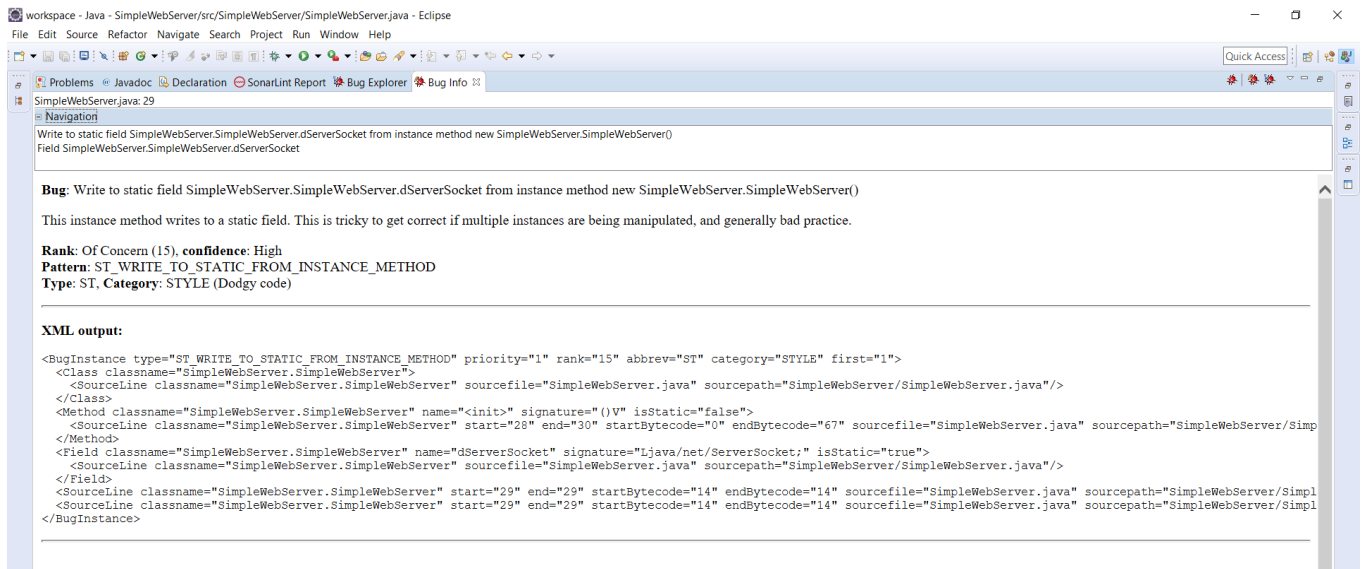 workspace - Java - SimpleWebServer/src/SimpleWebServer/SimpleWebServer.java - Eclipse
File Edit Source Refactor Navigate Search Project Run Window Help
Quick Access
Problems @ Javadoc Declaration SonarLint Report Bug Explorer Bug Info
SimpleWebServer.java: 29
Navigation
Write to static field SimpleWebServer.SimpleWebServer.dServerSocket from instance method new SimpleWebServer.SimpleWebServer()
Field SimpleWebServer.SimpleWebServer.dServerSocket
Bug: Write to static field SimpleWebServer.SimpleWebServer.dServerSocket from instance method new SimpleWebServer.SimpleWebServer()
This instance method writes to a static field. This is tricky to get correct if multiple instances are being manipulated, and generally bad practice.
Rank: Of Concern (15), confidence: High
Pattern: ST_WRITE_TO_STATIC_FROM_INSTANCE_METHOD
Type: ST, Category: STYLE (Dodgy code)
XML output:
<BugInstance type="ST_WRITE_TO_STATIC_FROM_INSTANCE_METHOD" priority="1" rank="15" abbrev="ST" category="STYLE" first="1">
<Class classname="SimpleWebServer.SimpleWebServer">
<SourceLine classname="SimpleWebServer.SimpleWebServer" sourcefile="SimpleWebServer.java" sourcepath="SimpleWebServer/SimpleWebServer.java"/>
</Class>
<Method classname="SimpleWebServer.SimpleWebServer" name="<init>" signature="()V" isStatic="false">
<SourceLine classname="SimpleWebServer.SimpleWebServer" start="28" end="30" startBytecode="0" endBytecode="67" sourcefile="SimpleWebServer.java" sourcepath="SimpleWebServer/Simp
</Method>
<Field classname="SimpleWebServer.SimpleWebServer" name="dServerSocket" signature="Ljava/net/ServerSocket;" isStatic="true">
<SourceLine classname="SimpleWebServer.SimpleWebServer" sourcefile="SimpleWebServer.java" sourcepath="SimpleWebServer/SimpleWebServer.java"/>
</Field>
<SourceLine classname="SimpleWebServer.SimpleWebServer" start="29" end="29" startBytecode="14" endBytecode="14" sourcefile="SimpleWebServer.java" sourcepath="SimpleWebServer/Simpl
<SourceLine classname="SimpleWebServer.SimpleWebServer" start="29" end="29" startBytecode="14" endBytecode="14" sourcefile="SimpleWebServer.java" sourcepath="SimpleWebServer/Simpl
</BugInstance>